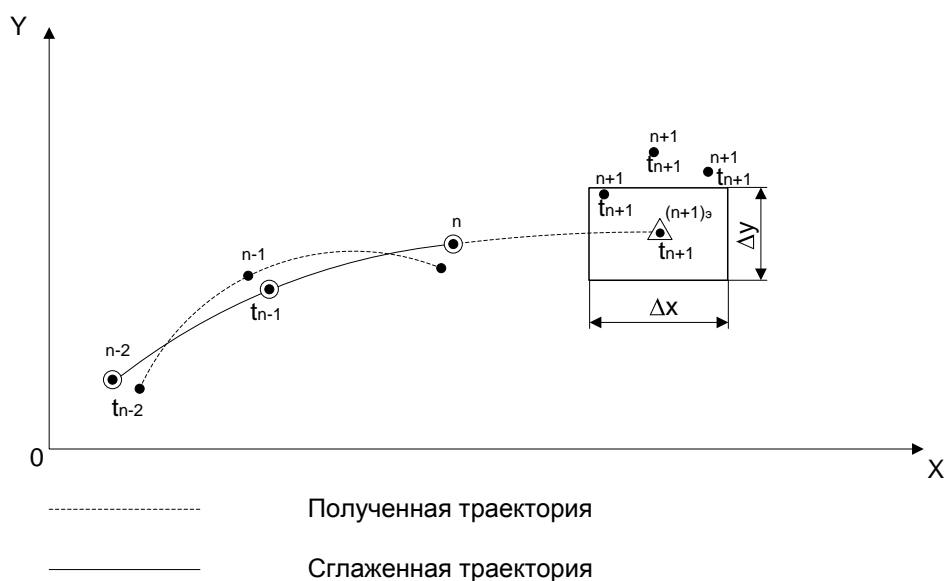 Y
n+1
tn+1
n+1
tn+1
n+1
tn+1
(n+1)э
tn+1
Δy
Δx
n
n-1
tn-1
n-2
tn-2
0
X
Полученная траектория
Сглаженная траектория